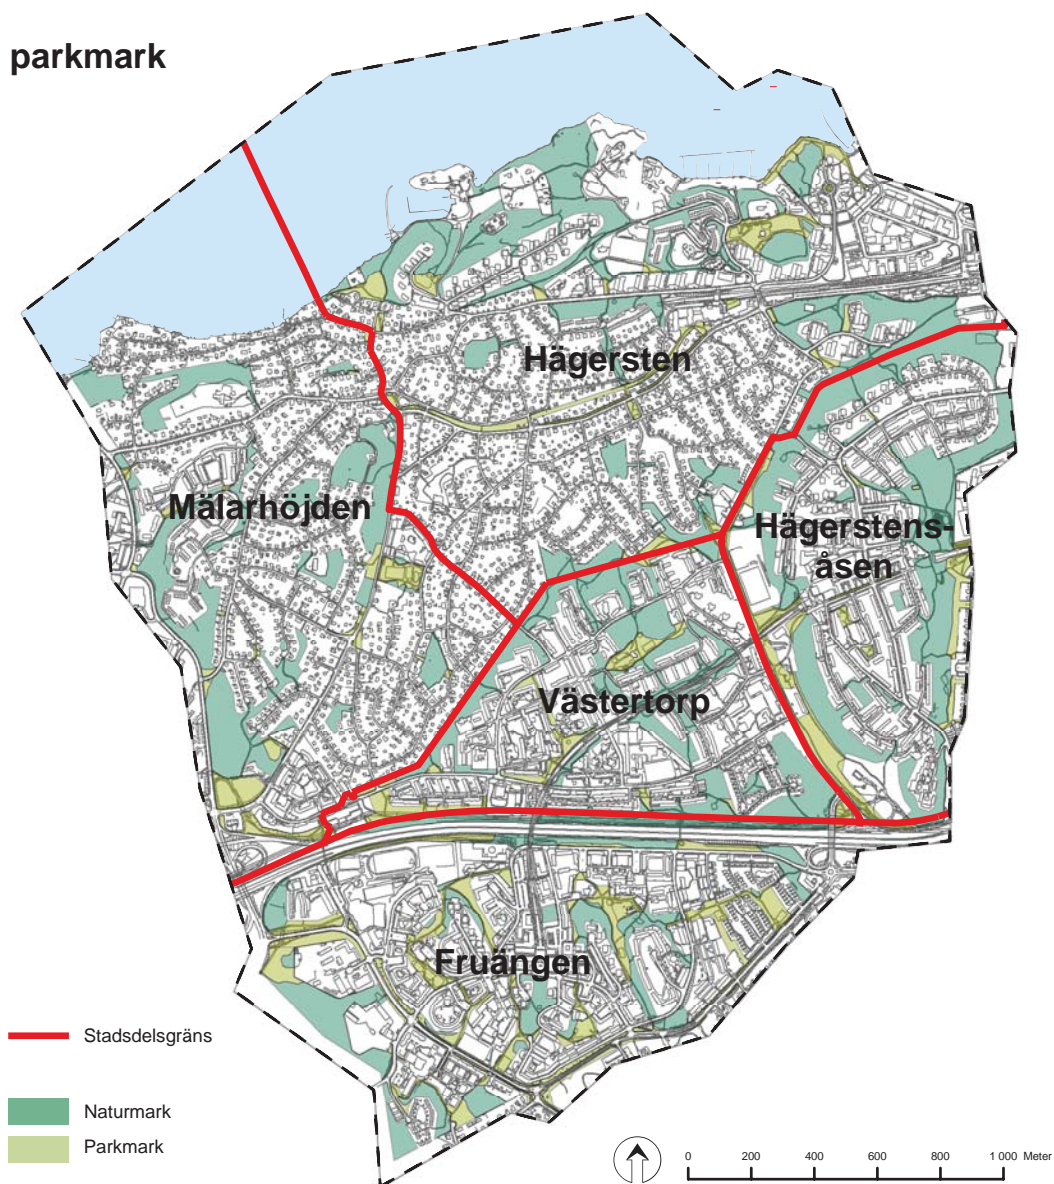 parkmark
Hägersten
Mälarhöjden
Hägerstens-
åsen
Västertorp
Fruängen
Stadsdelsgräns
Naturmark
Parkmark
0 200 400 600 800 1 000 Meter